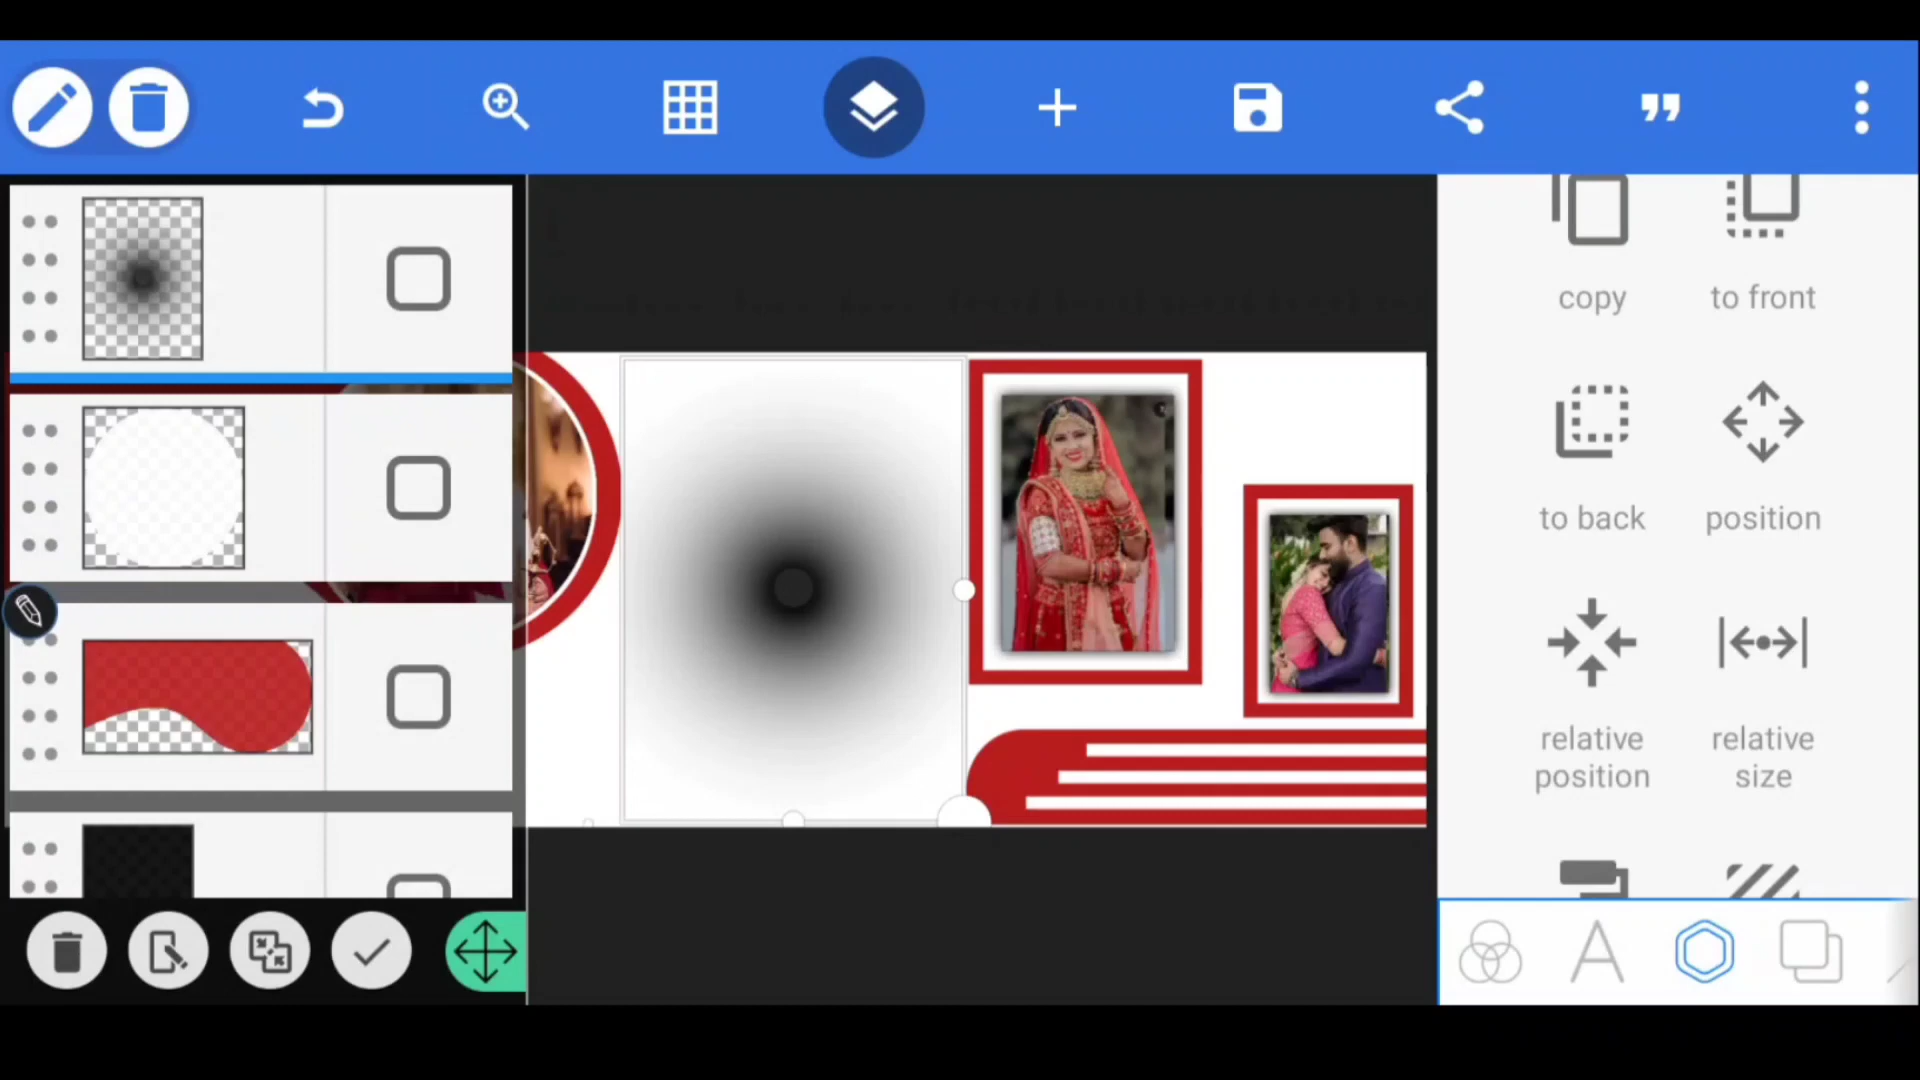 copy
to front
to back
position
relative
position
relative
size